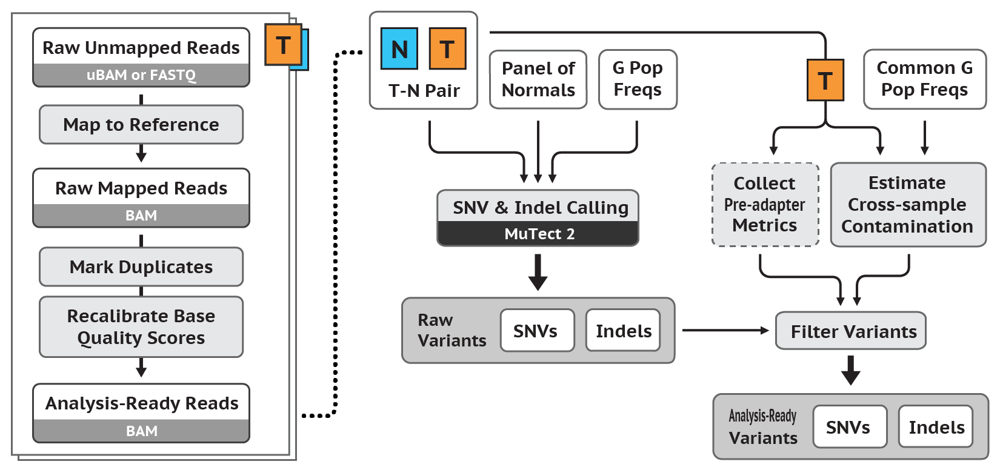 Raw Unmapped Reads
uBAM or FASTQ
Map to Reference
Raw Mapped Reads
BAM
Mark Duplicates
Recalibrate Base
Quality Scores
Analysis-Ready Reads
BAM
T
N
T
T-N Pair
Panel of
Normals
G Pop
Freqs
T
Common G
Pop Freqs
SNV & Indel Calling
MuTect 2
Collect
Pre-adapter
Metrics
Estimate
Cross-sample
Contamination
Raw
Variants
SNVs
Indels
Filter Variants
Analysis-Ready
Variants
SNVs
Indels